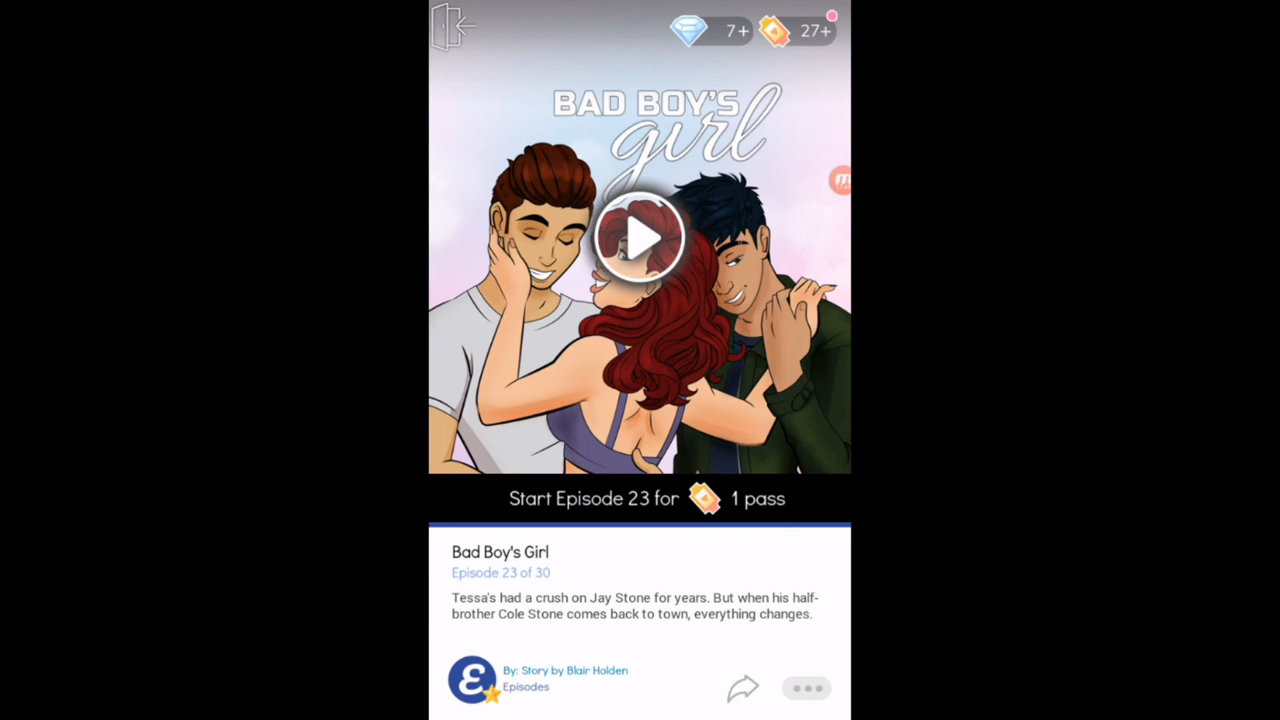 7+
27+
BAD BOY'S
girl
Start Episode 23 for 1 pass
Bad Boy's Girl
Episode 23 of 30
Tessa's had a crush on Jay Stone for years. But when his half-
brother Cole Stone comes back to town, everything changes.
By: Story by Blair Holden
Episodes